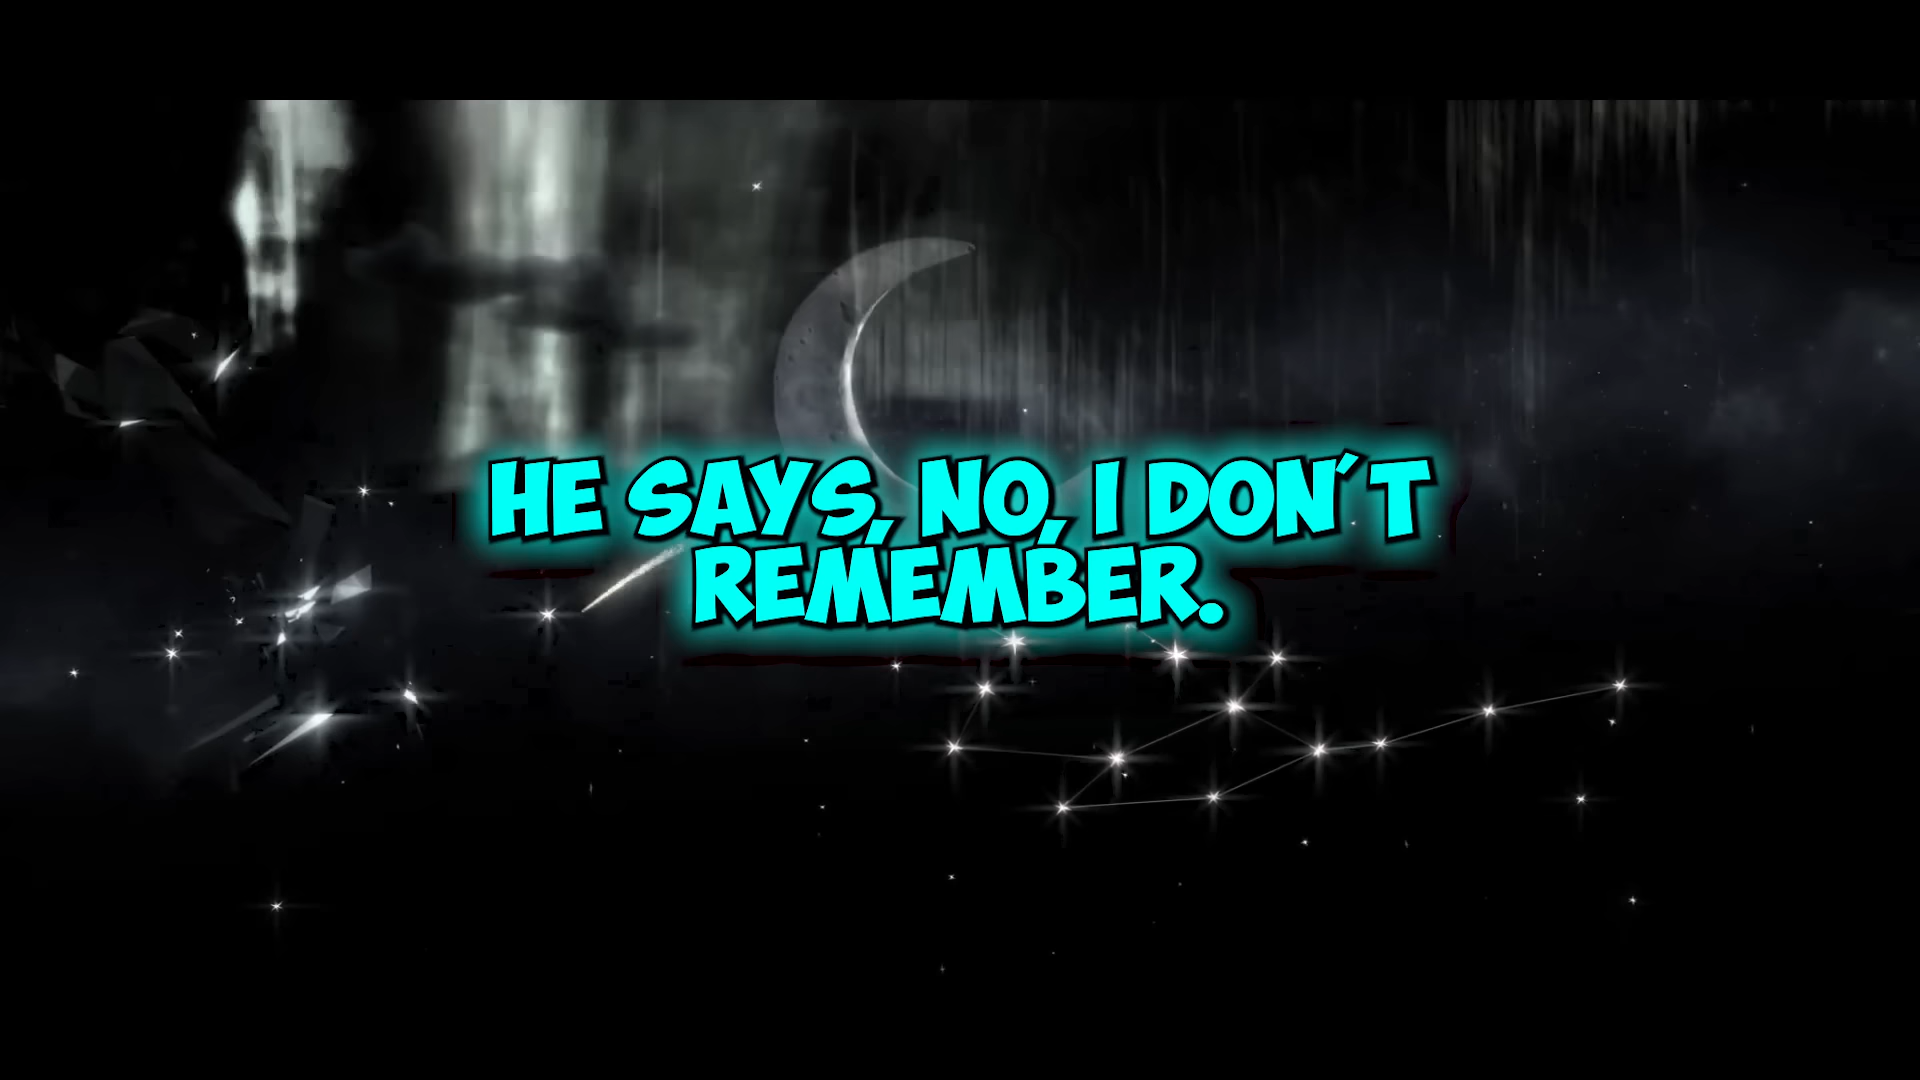 HE SAYS, NO, I DON'T
REMEMBER.